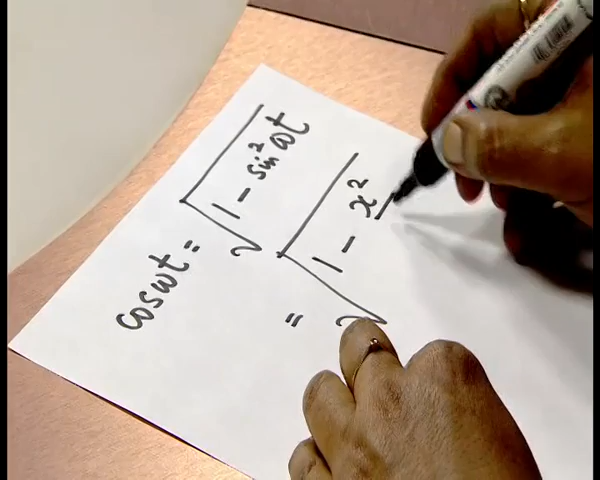 cosωt = √1 - sin²ωt
= √1 - x²